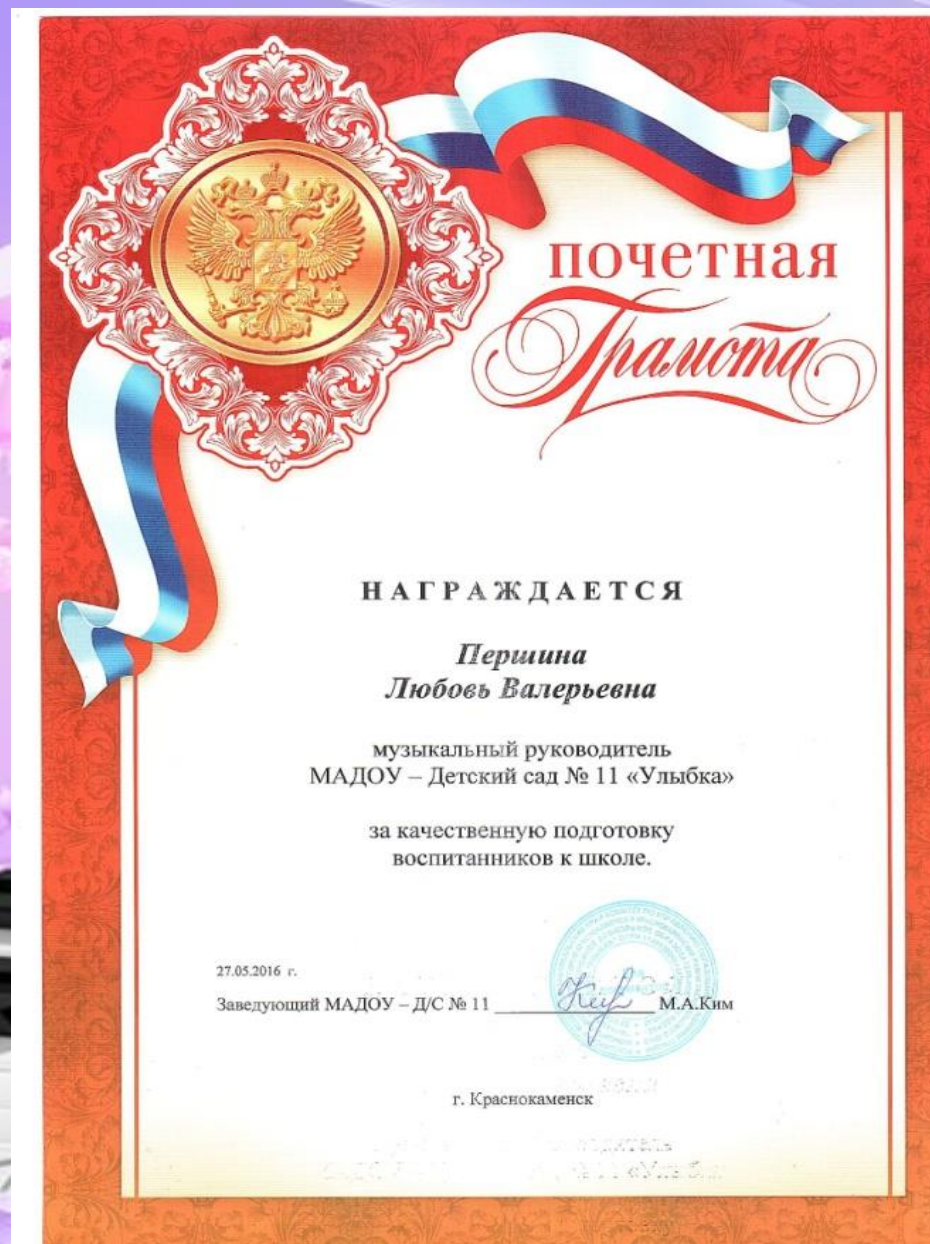 почетная
Грамота
НАГРАЖДАЕТСЯ
Першина
Любовь Валерьевна
музыкальный руководитель
МАДОУ – Детский сад № 11 «Улыбка»
за качественную подготовку
воспитанников к школе.
27.05.2016 г.
Заведующий МАДОУ – Д/С № 11 ____________ М.А.Ким
г. Краснокаменск